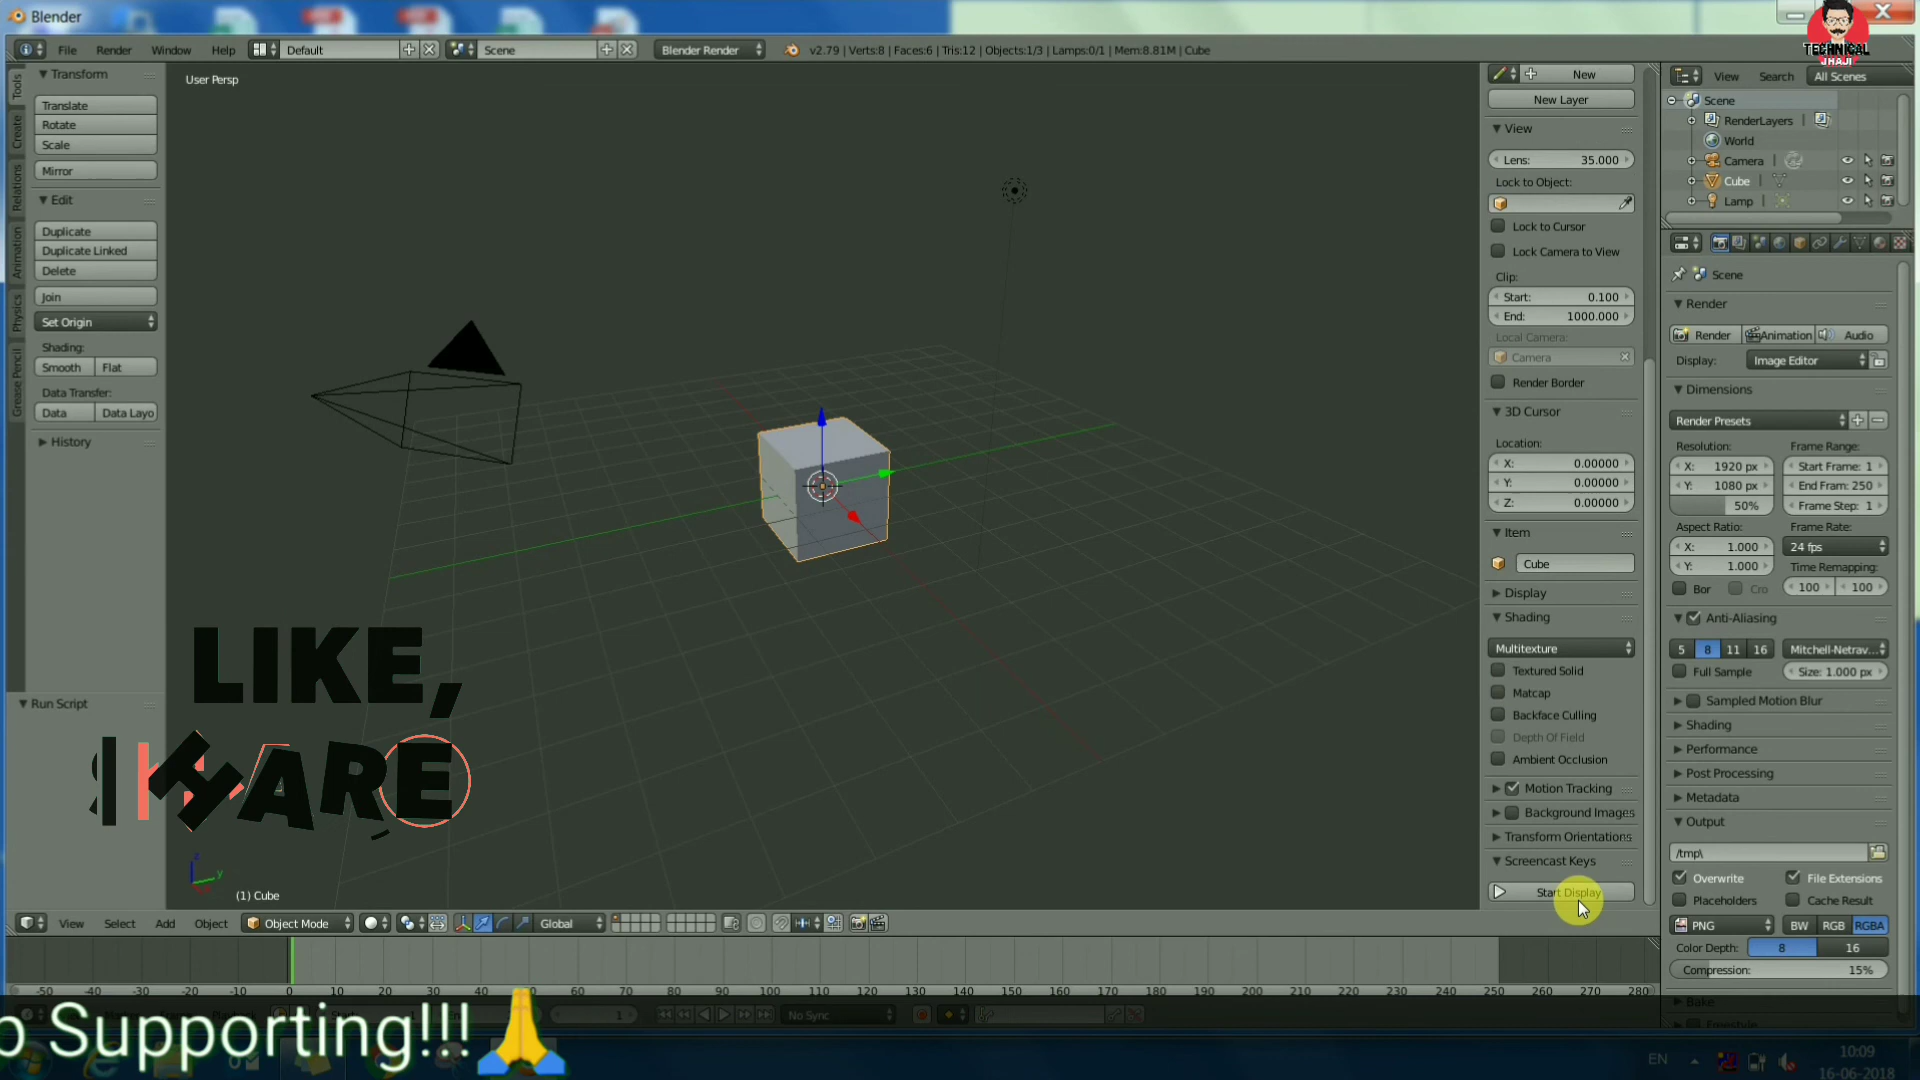 Blender
TECHNICAL
JHAJI
File Render Window Help Default Scene Blender Render v2.79 | Verts:8 | Faces:6 | Tris:12 | Objects:1/3 | Lamps:0/1 | Mem:8.81M | Cube
Tools
Create
Relations
Animation
Physics
Grease Pencil
Transform
Translate
Rotate
Scale
Mirror
Edit
Duplicate
Duplicate Linked
Delete
Join
Set Origin
Shading:
Smooth Flat
Data Transfer:
Data Data Layo
History
Run Script
User Persp
LIKE,
SHARE
z
y
(1) Cube
View Select Add Object Object Mode Global
New
New Layer
View
Lens: 35.000
Lock to Object:
Lock to Cursor
Lock Camera to View
Clip:
Start: 0.100
End: 1000.000
Local Camera:
Camera
Render Border
3D Cursor
Location:
X: 0.00000
Y: 0.00000
Z: 0.00000
Item
Cube
Display
Shading
Multitexture
Textured Solid
Matcap
Backface Culling
Depth Of Field
Ambient Occlusion
Motion Tracking
Background Images
Transform Orientations
Screencast Keys
Start Display
View Search All Scenes
Scene
RenderLayers
World
Camera
Cube
Lamp
Scene
Render
Render Animation Audio
Display: Image Editor
Dimensions
Render Presets
Resolution: Frame Range:
X: 1920 px Start Frame: 1
Y: 1080 px End Fram: 250
50% Frame Step: 1
Aspect Ratio: Frame Rate:
X: 1.000 24 fps
Y: 1.000 Time Remapping:
Bor Cro 100 100
Anti-Aliasing
5 8 11 16 Mitchell-Netrav...
Full Sample Size: 1.000 px
Sampled Motion Blur
Shading
Performance
Post Processing
Metadata
Output
/tmp\
Overwrite File Extensions
Placeholders Cache Result
PNG BW RGB RGBA
Color Depth: 8 16
Compression: 15%
Bake
Freestyle
-50 -40 -30 -20 -10 0 10 20 30 40 50 60 70 80 90 100 110 120 130 140 150 160 170 180 190 200 210 220 230 240 250 260 270 280
1 No Sync
o Supporting!!! 🙏
EN 10:09
16-06-2018